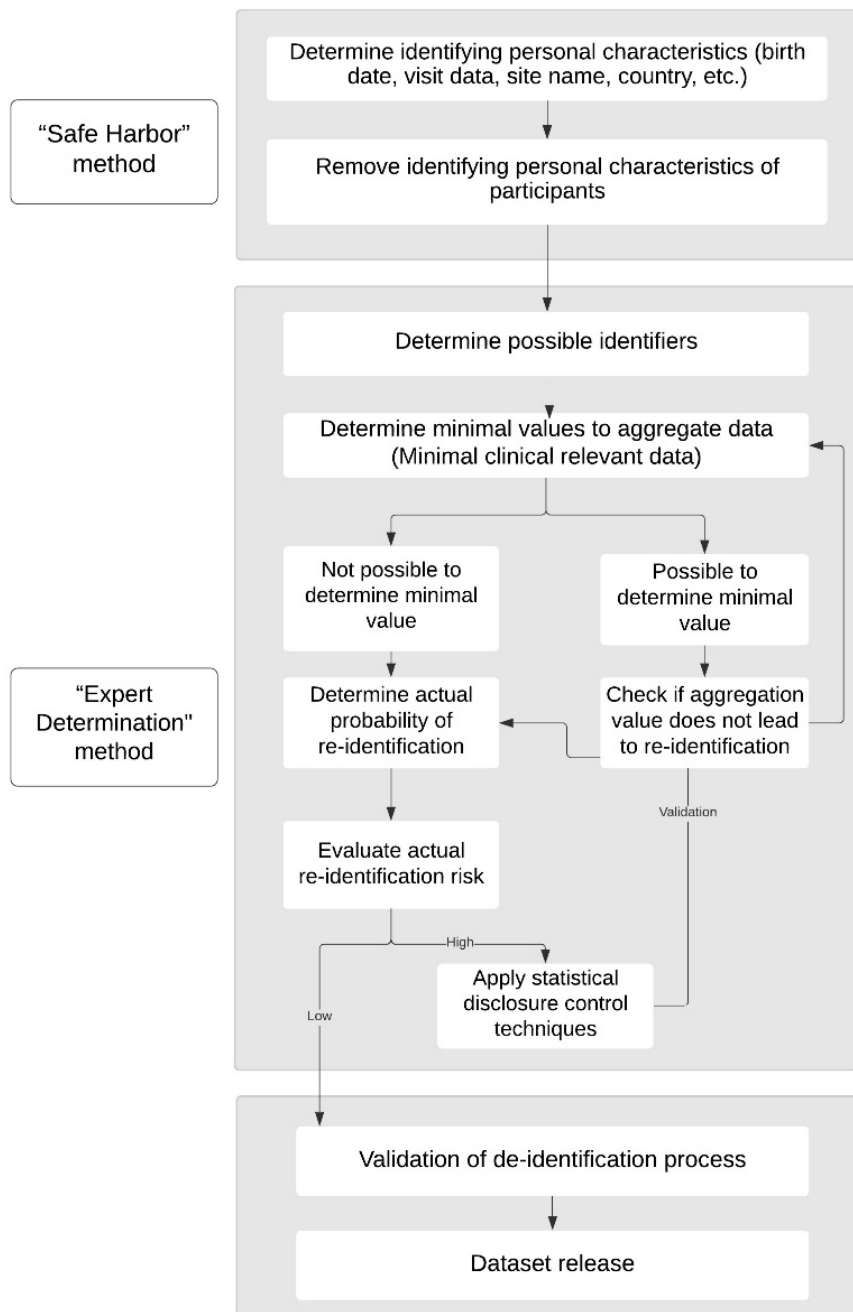 Determine identifying personal characteristics (birth
date, visit data, site name, country, etc.)
“Safe Harbor”
method
Remove identifying personal characteristics of
participants
Determine possible identifiers
Determine minimal values to aggregate data
(Minimal clinical relevant data)
Not possible to
determine minimal
value
Possible to
determine minimal
value
“Expert
Determination"
method
Determine actual
probability of
re-identification
Check if aggregation
value does not lead
to re-identification
Validation
Evaluate actual
re-identification risk
High
Apply statistical
disclosure control
techniques
Low
Validation of de-identification process
Dataset release